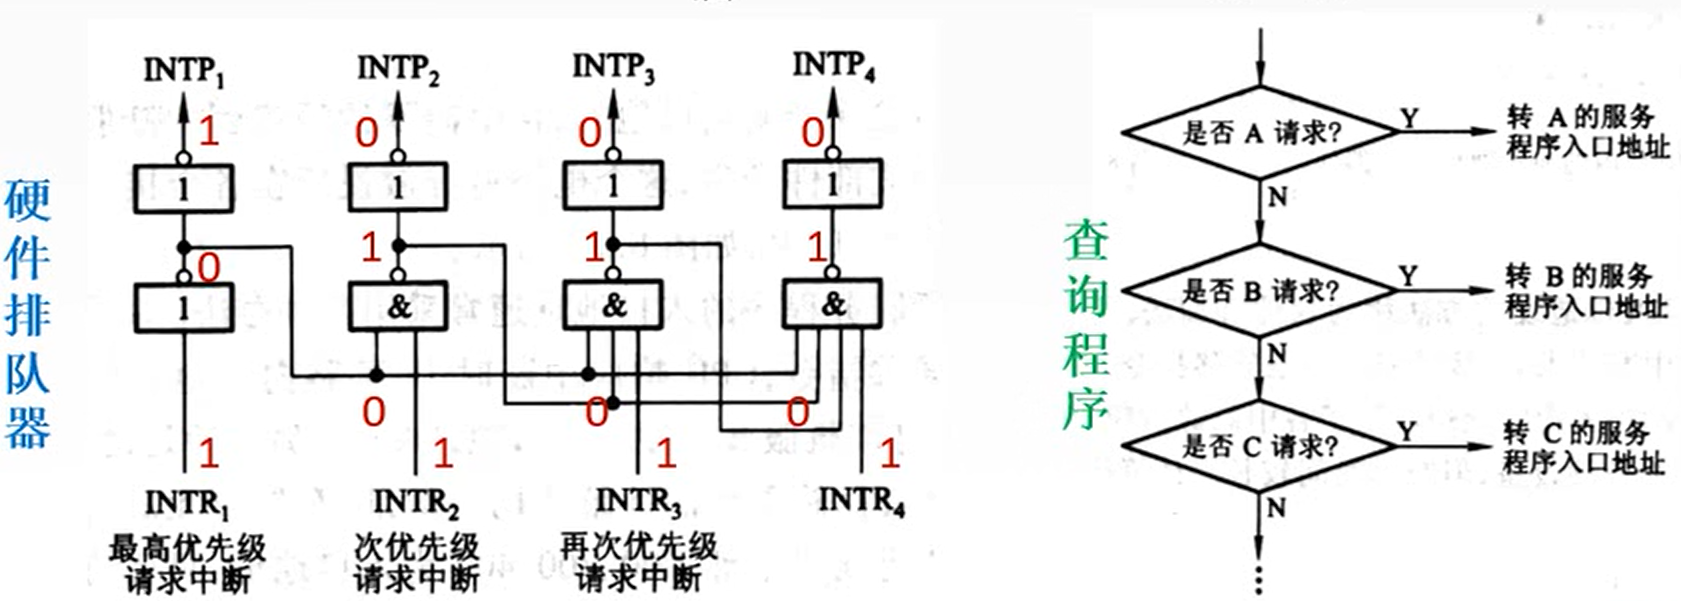 硬件排队器
INTP₁ INTP₂ INTP₃ INTP₄
1 0 0 0
1 1 1 1
0 1 1 1
1 & & &
0 0 0
1 1 1 1
INTR₁ INTR₂ INTR₃ INTR₄
最高优先级 次优先级 再次优先级
请求中断 请求中断 请求中断
查询程序
是否 A 请求? Y 转 A 的服务
程序入口地址
N
是否 B 请求? Y 转 B 的服务
程序入口地址
N
是否 C 请求? Y 转 C 的服务
程序入口地址
N